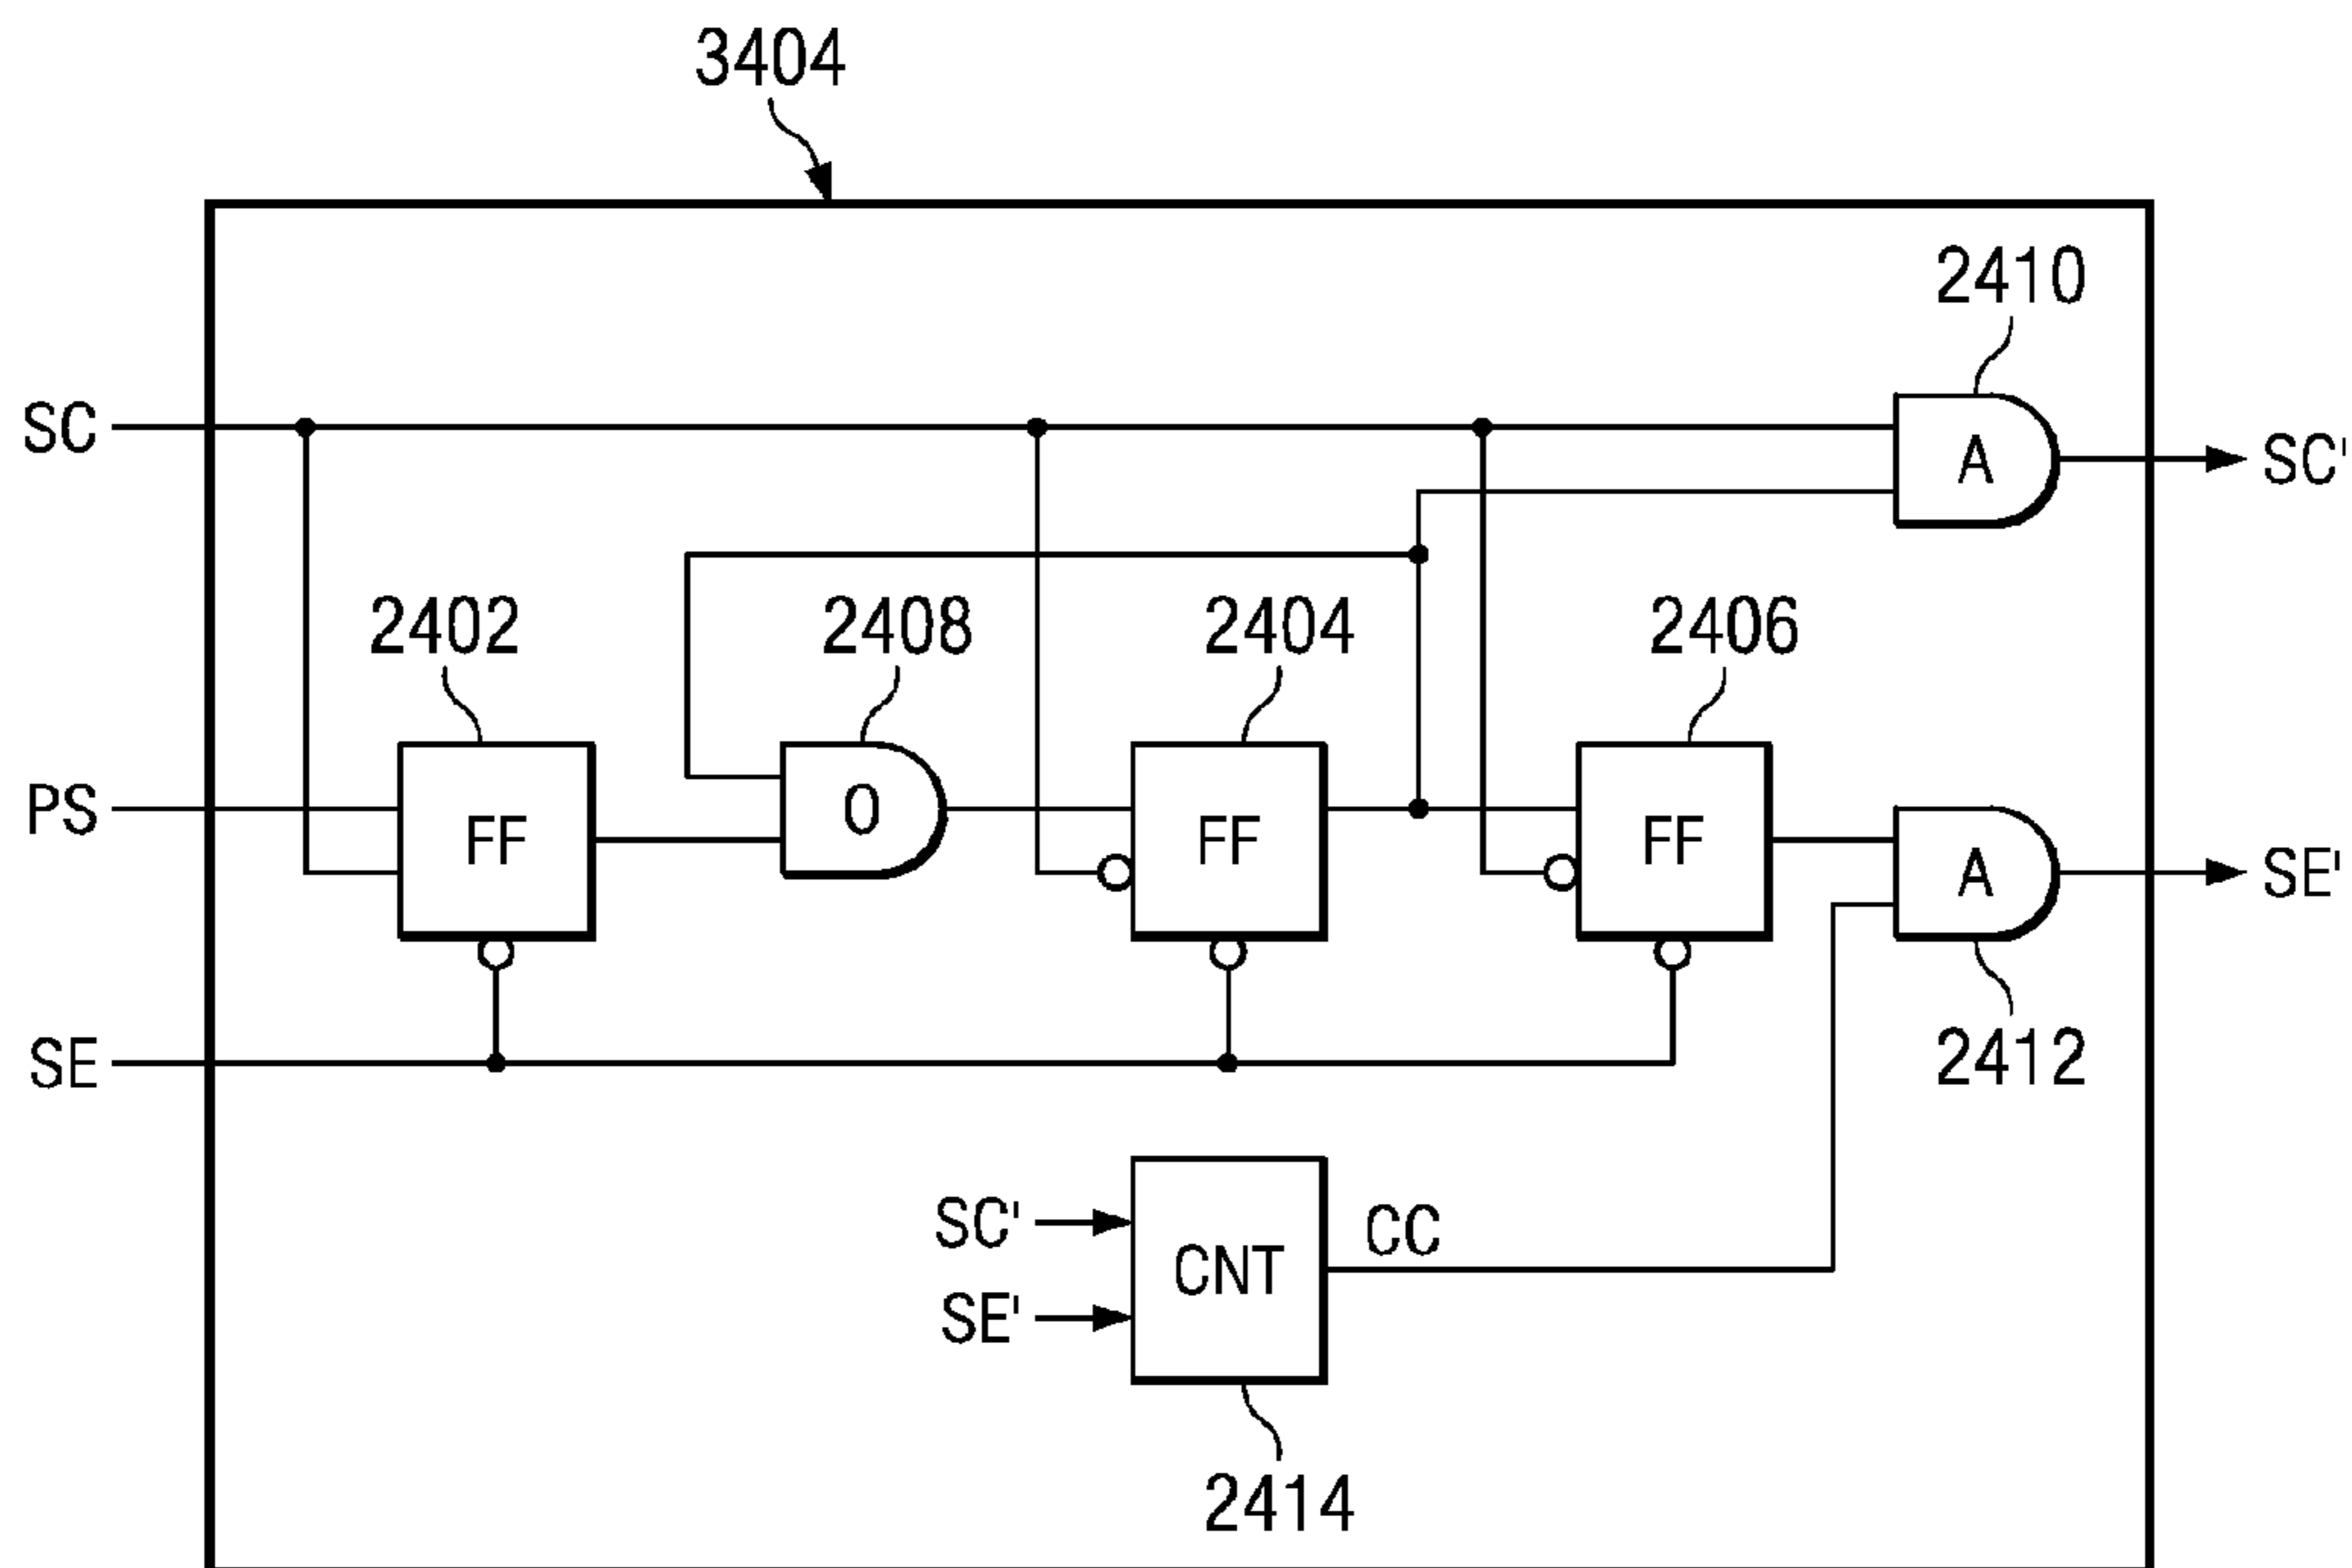 3404
2410
SC
A
SC'
2402
2408
2404
2406
PS
FF
O
FF
FF
A
SE'
SE
2412
SC'
CC
CNT
SE'
2414